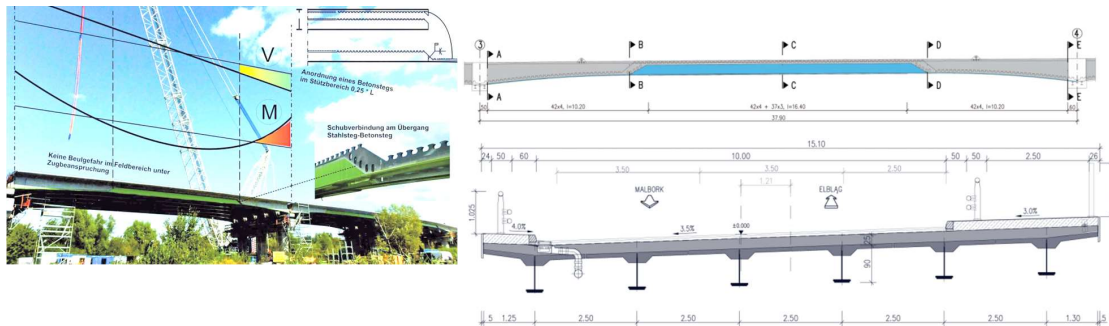 V
Anordnung eines Betonstegs
im Stützbereich 0,25 * L
M
Schubverbindung am Übergang
Stahlsteg-Betonsteg
Keine Beulgefahr im Feldbereich unter
Zugbeanspruchung
3
4
A
B
C
D
E
A
B
C
D
E
50
42x4, l=10.20
42x4 + 37x3, l=16.40
42x4, l=10.20
60
37.90
15.10
24 50 60 10.00 50 50 2.50 26
3.50 3.50 2.50
1.21
MALBORK
ELBLĄG
1.025
4.0%
3.5%
±0.000
3.0%
25
90
5 1.25 2.50 2.50 2.50 2.50 2.50 1.30 5